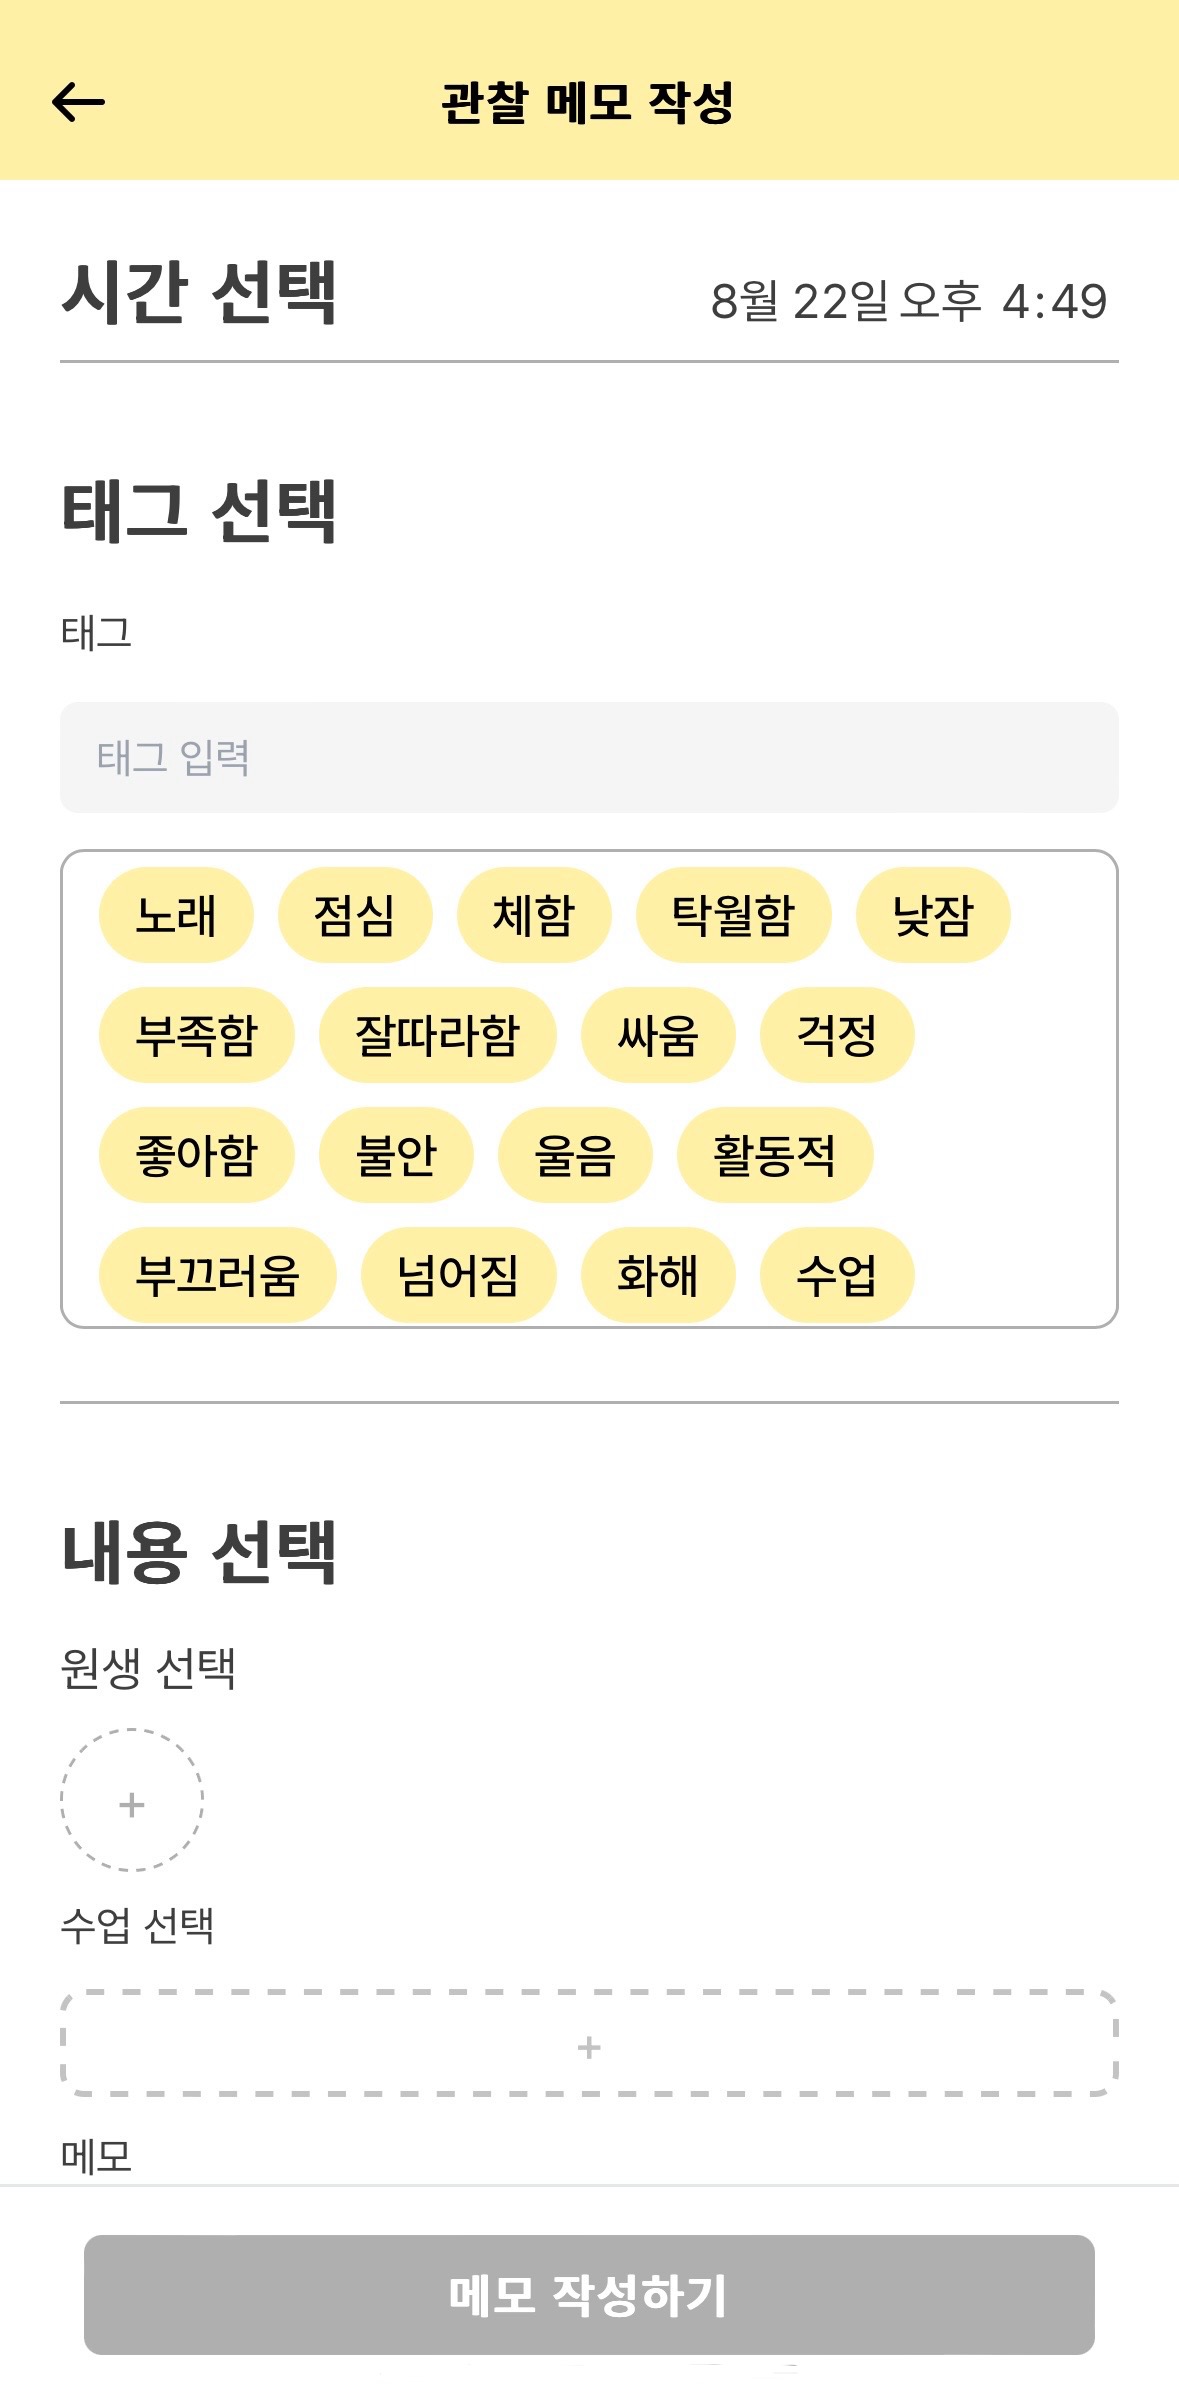 관찰 메모 작성
시간 선택 8월 22일 오후 4:49
태그 선택
태그
태그 입력
노래 점심 체함 탁월함 낮잠
부족함 잘따라함 싸움 걱정
좋아함 불안 울음 활동적
부끄러움 넘어짐 화해 수업
내용 선택
원생 선택
+
수업 선택
+
메모
메모 작성하기